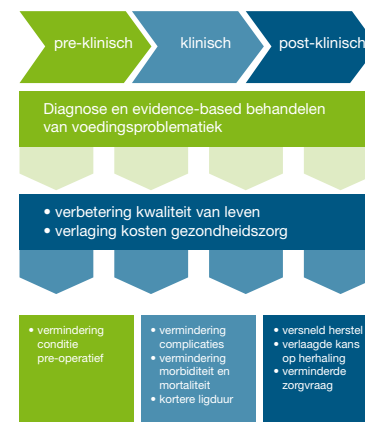 pre-klinisch
klinisch
post-klinisch
Diagnose en evidence-based behandelen
van voedingsproblematiek
• verbetering kwaliteit van leven
• verlaging kosten gezondheidszorg
• vermindering
conditie
pre-operatief
• vermindering
complicaties
• vermindering
morbiditeit en
mortaliteit
• kortere ligduur
• versneld herstel
• verlaagde kans
op herhaling
• verminderde
zorgvraag